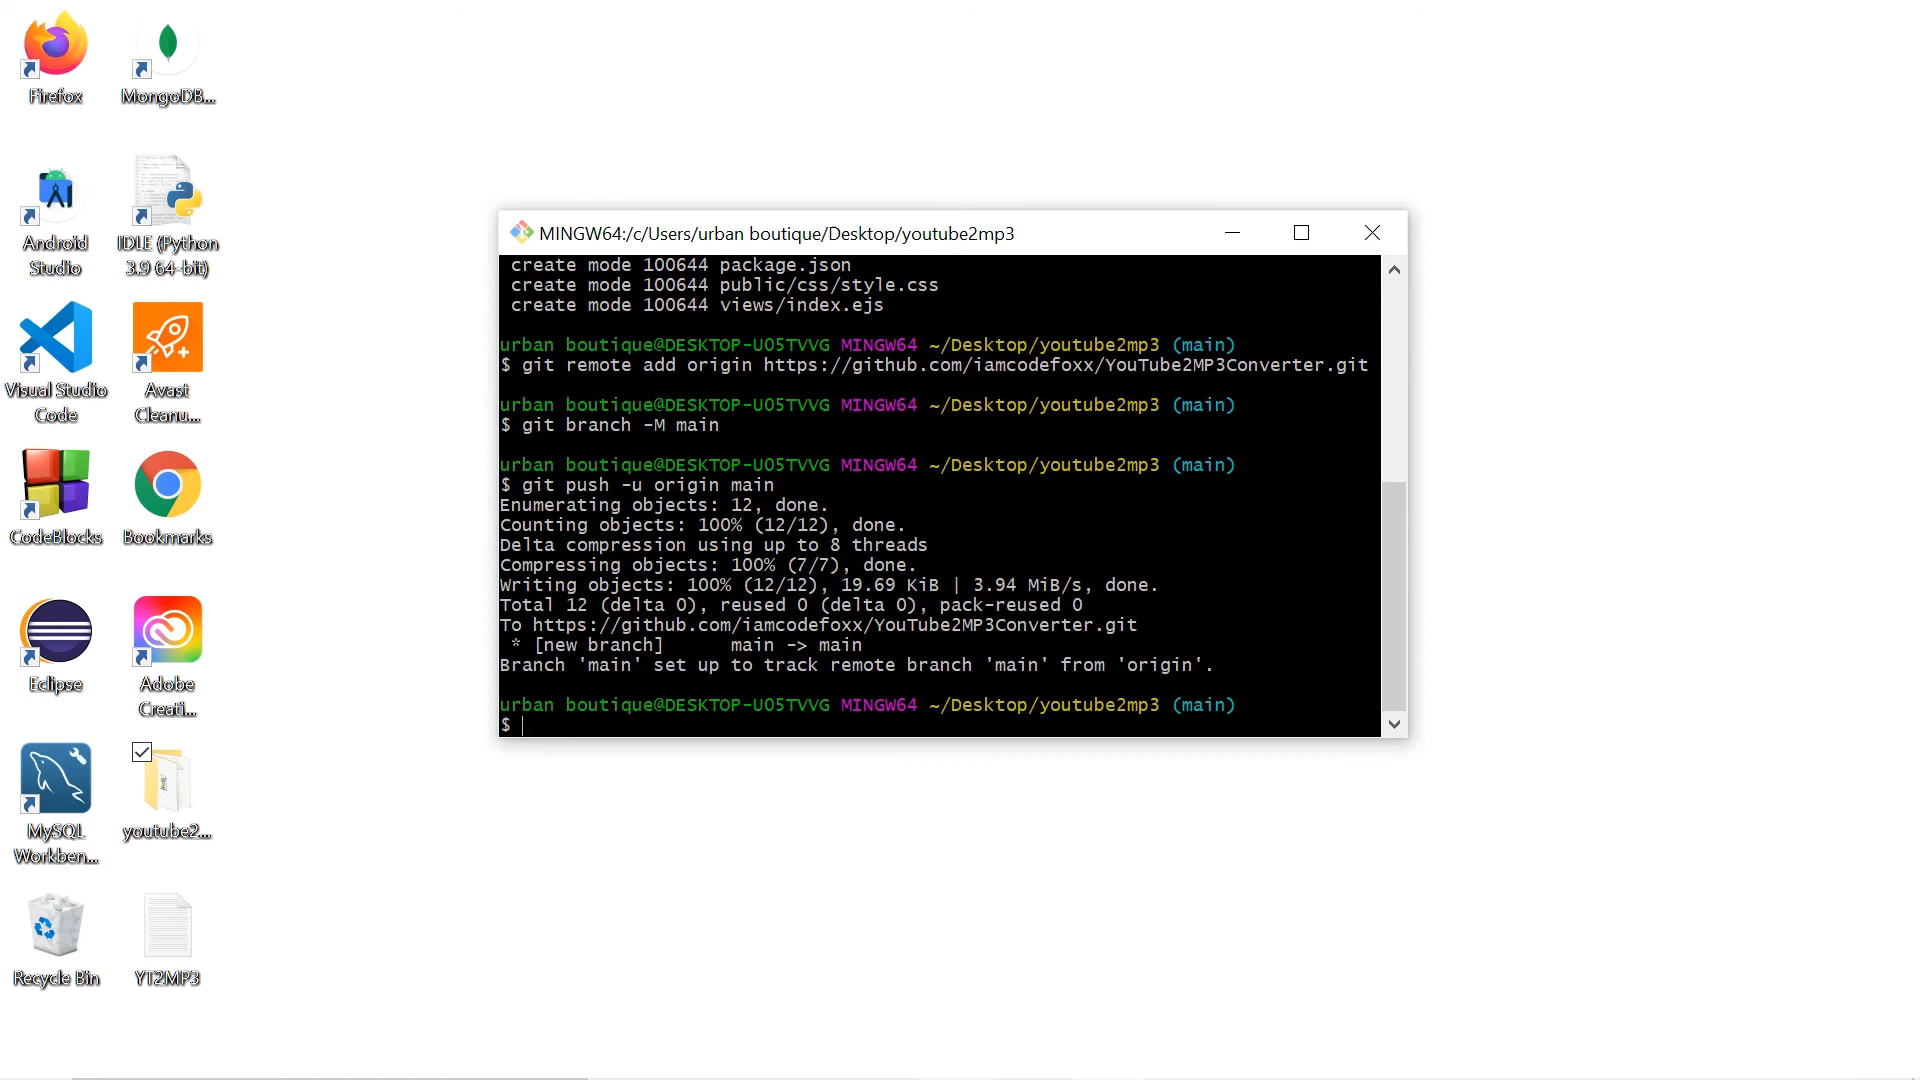 Firefox
MongoDB...
Android
Studio
IDLE (Python
3.9 64-bit)
Visual Studio
Code
Avast
Cleanu...
CodeBlocks
Bookmarks
Eclipse
Adobe
Creati...
MySQL
Workben...
youtube2...
Recycle Bin
YT2MP3
MINGW64:/c/Users/urban boutique/Desktop/youtube2mp3
create mode 100644 package.json
create mode 100644 public/css/style.css
create mode 100644 views/index.ejs
urban boutique@DESKTOP-U05TVVG MINGW64 ~/Desktop/youtube2mp3 (main)
$ git remote add origin https://github.com/iamcodefoxx/YouTube2MP3Converter.git
urban boutique@DESKTOP-U05TVVG MINGW64 ~/Desktop/youtube2mp3 (main)
$ git branch -M main
urban boutique@DESKTOP-U05TVVG MINGW64 ~/Desktop/youtube2mp3 (main)
$ git push -u origin main
Enumerating objects: 12, done.
Counting objects: 100% (12/12), done.
Delta compression using up to 8 threads
Compressing objects: 100% (7/7), done.
Writing objects: 100% (12/12), 19.69 KiB | 3.94 MiB/s, done.
Total 12 (delta 0), reused 0 (delta 0), pack-reused 0
To https://github.com/iamcodefoxx/YouTube2MP3Converter.git
* [new branch] main -> main
Branch 'main' set up to track remote branch 'main' from 'origin'.
urban boutique@DESKTOP-U05TVVG MINGW64 ~/Desktop/youtube2mp3 (main)
$